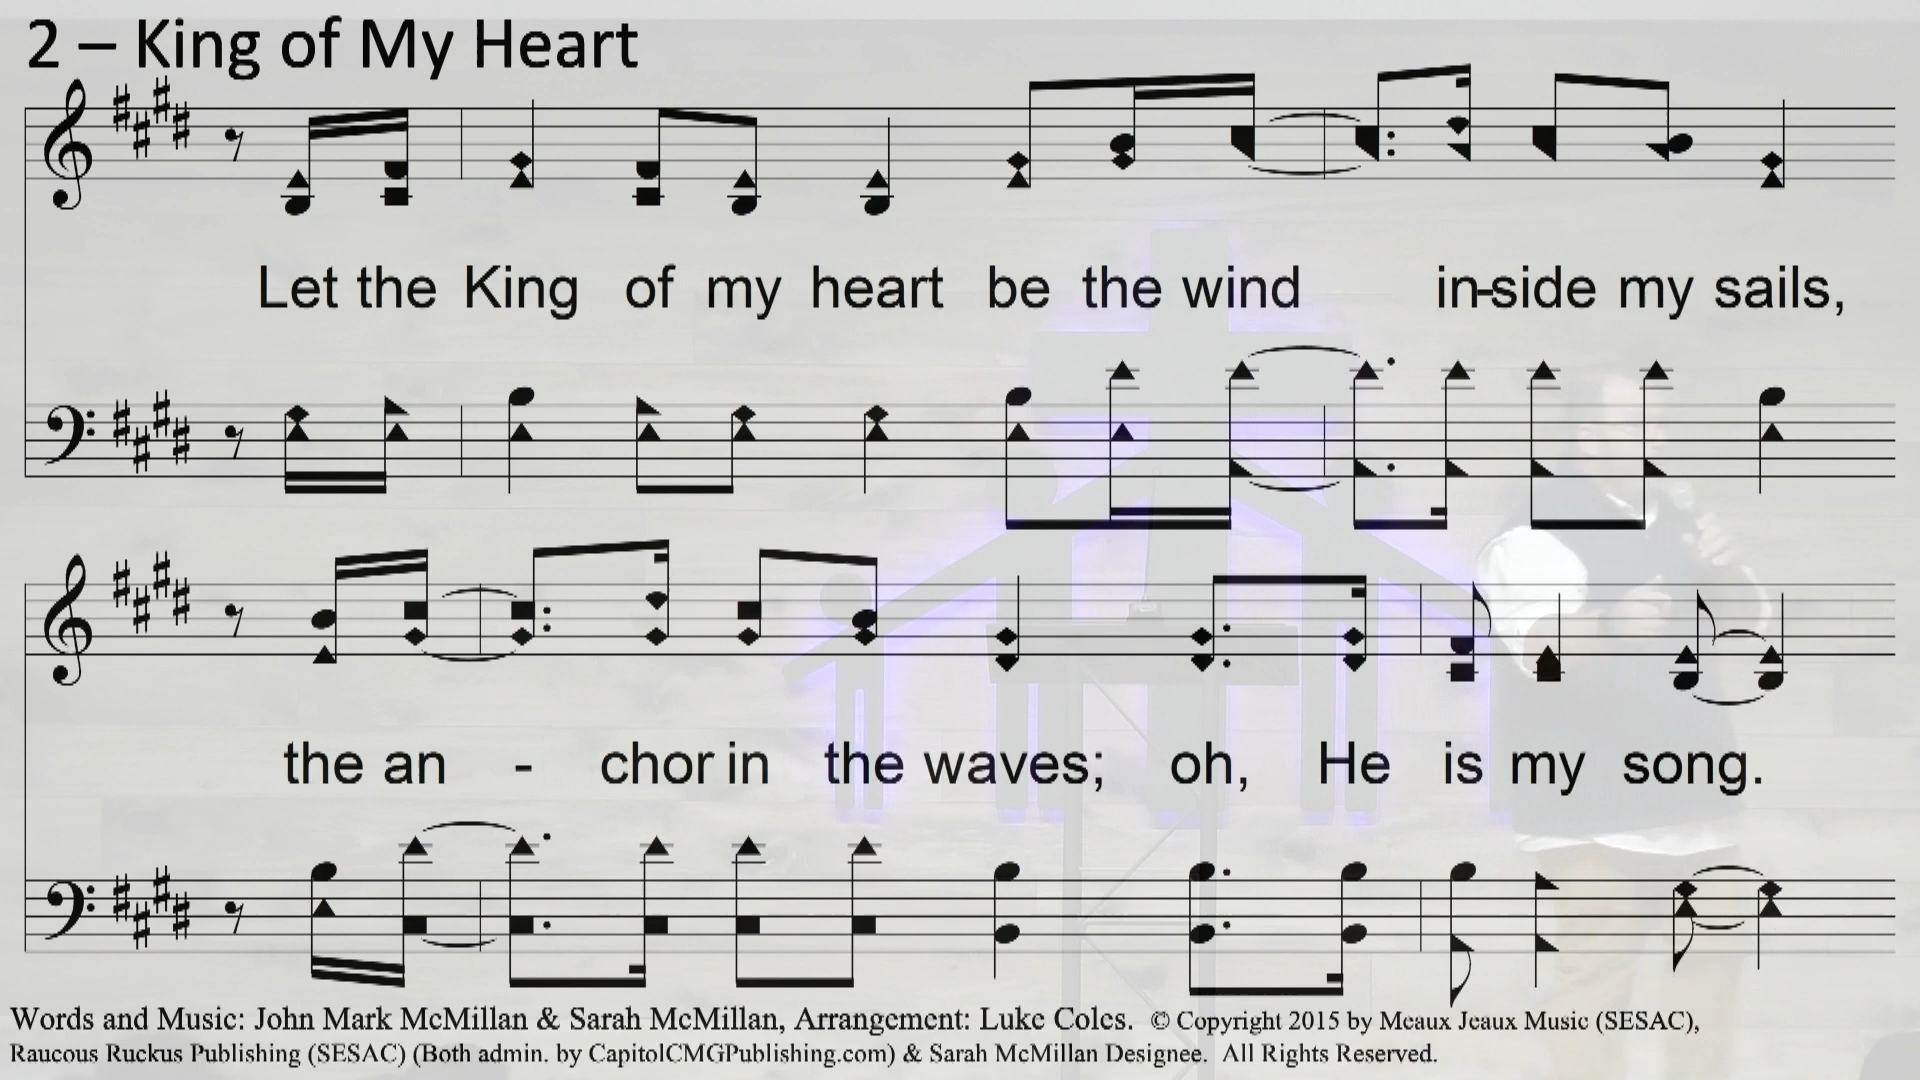 2 – King of My Heart
Let the King of my heart be the wind in-side my sails,
the an - chor in the waves; oh, He is my song.
Words and Music: John Mark McMillan & Sarah McMillan, Arrangement: Luke Coles. © Copyright 2015 by Meaux Jeaux Music (SESAC),
Raucous Ruckus Publishing (SESAC) (Both admin. by CapitolCMGPublishing.com) & Sarah McMillan Designee. All Rights Reserved.